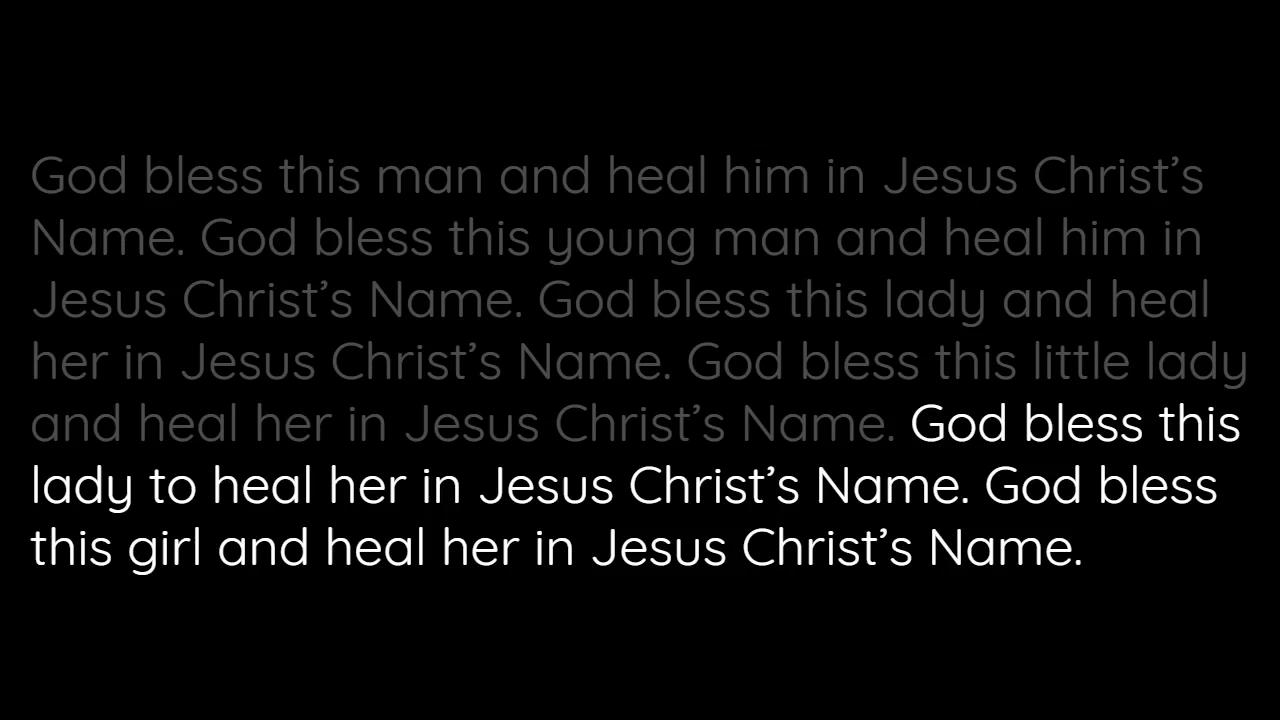 God bless this man and heal him in Jesus Christ’s
Name. God bless this young man and heal him in
Jesus Christ’s Name. God bless this lady and heal
her in Jesus Christ’s Name. God bless this little lady
and heal her in Jesus Christ’s Name. God bless this
lady to heal her in Jesus Christ’s Name. God bless
this girl and heal her in Jesus Christ’s Name.